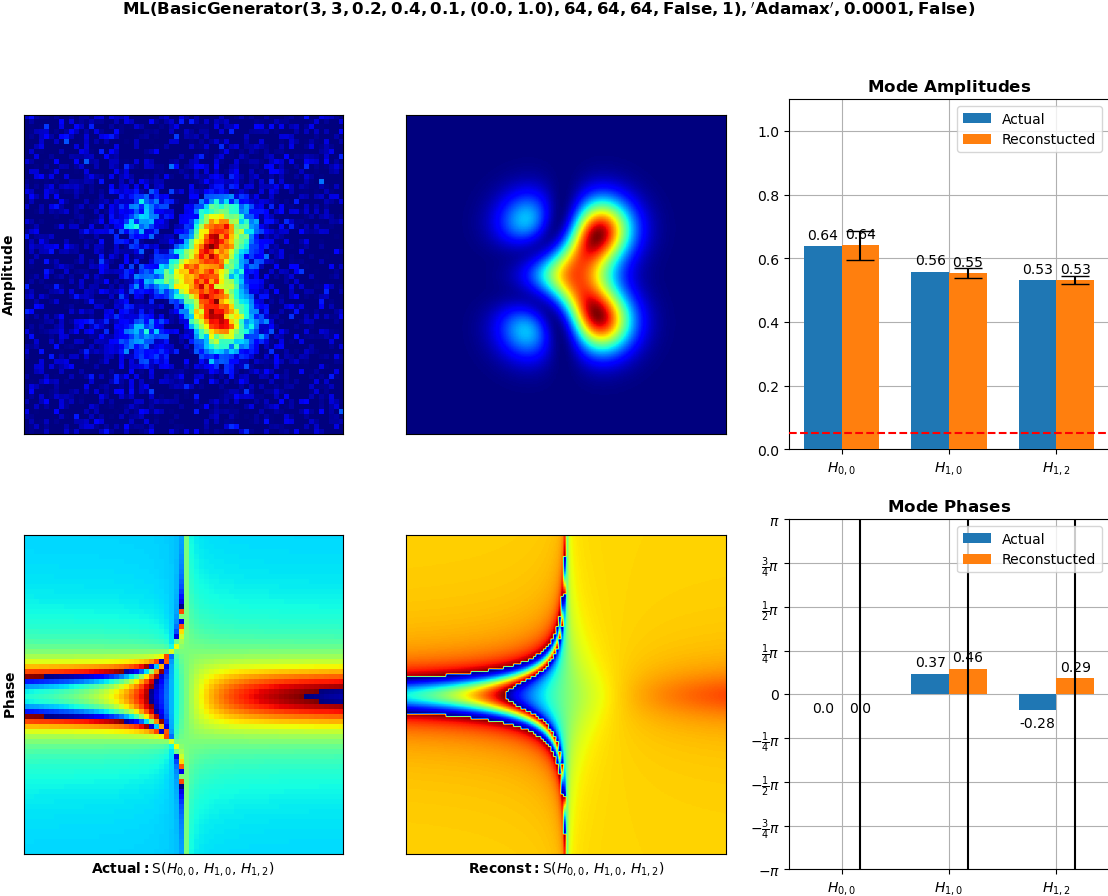 ML(BasicGenerator(3, 3, 0.2, 0.4, 0.1, (0.0, 1.0), 64, 64, 64, False, 1), ′Adamax′, 0.0001, False)
Amplitude
Mode Amplitudes
Actual
Reconstucted
1.0
0.8
0.6
0.4
0.2
0.0
0.64 0.64
0.56 0.55
0.53 0.53
H0,0 H1,0 H1,2
Phase
Actual: S(H0,0, H1,0, H1,2)
Reconst: S(H0,0, H1,0, H1,2)
Mode Phases
Actual
Reconstucted
π
3/4π
1/2π
1/4π
0
−1/4π
−1/2π
−3/4π
−π
0.0 0.0
0.37 0.46
-0.28 0.29
H0,0 H1,0 H1,2